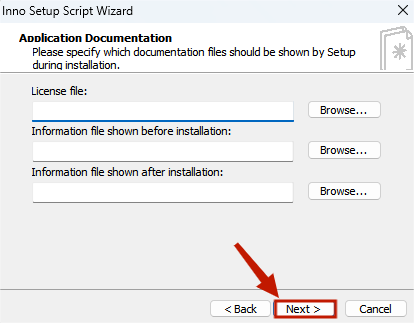 Inno Setup Script Wizard
Application Documentation
Please specify which documentation files should be shown by Setup
during installation.
License file:
Browse...
Information file shown before installation:
Browse...
Information file shown after installation:
Browse...
< Back
Next >
Cancel